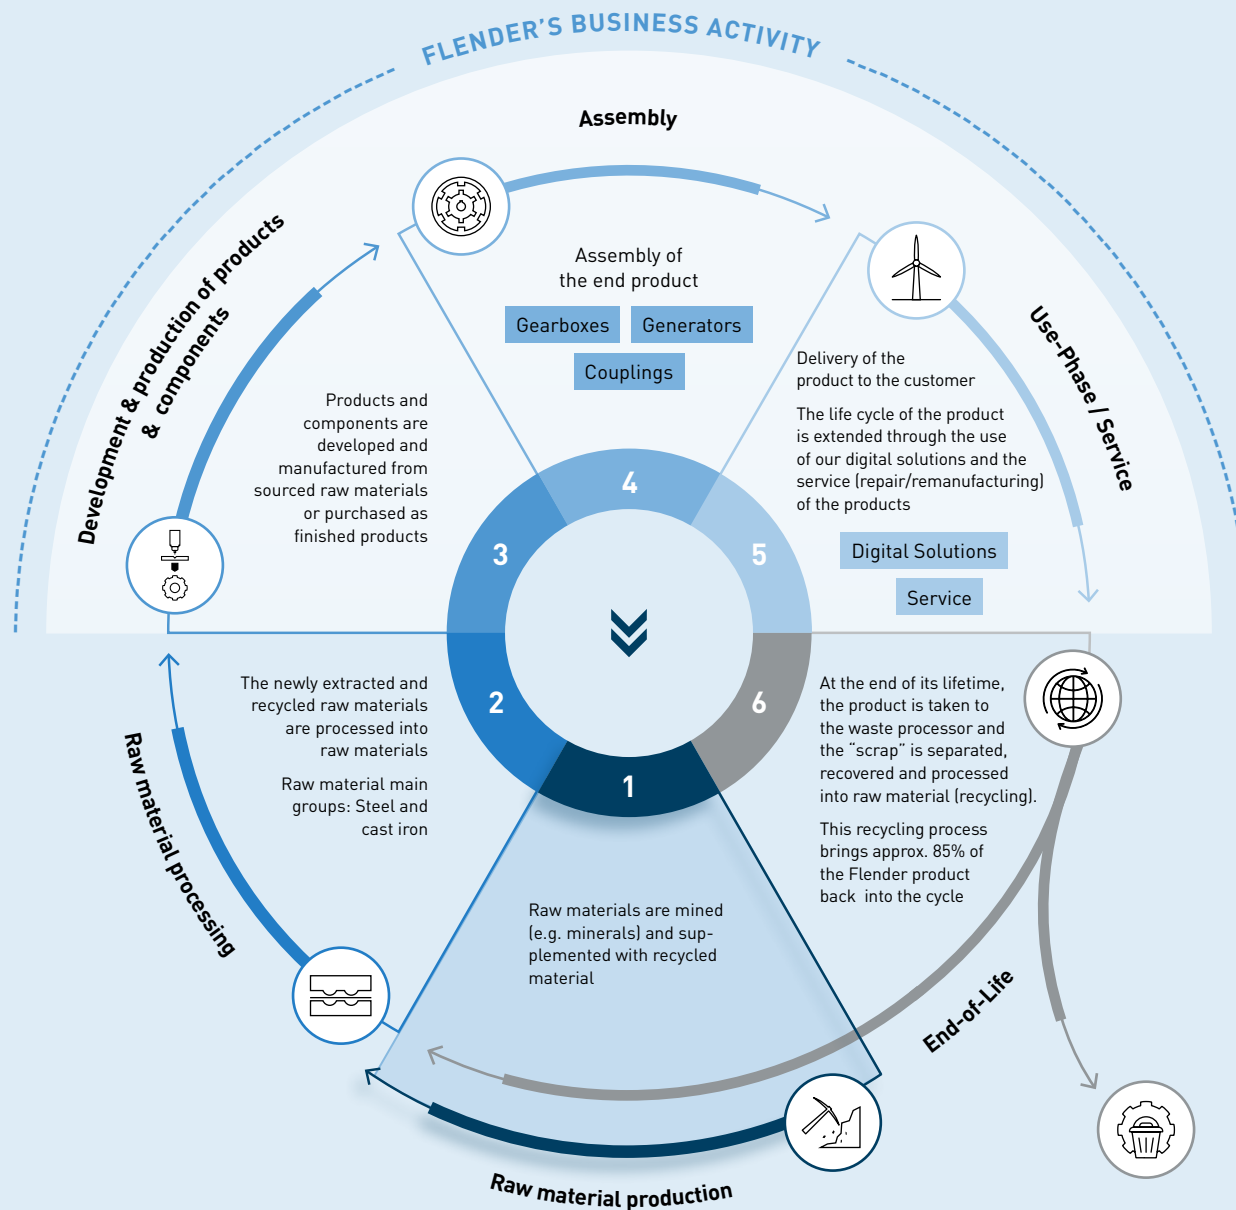 FLENDER’S BUSINESS ACTIVITY
Assembly
Assembly of
the end product
Gearboxes
Generators
Couplings
Development & production of products
& components
Products and
components are
developed and
manufactured from
sourced raw materials
or purchased as
finished products
Use-Phase / Service
Delivery of the
product to the customer
The life cycle of the product
is extended through the use
of our digital solutions and the
service (repair/remanufacturing)
of the products
Digital Solutions
Service
4
3
5
2
6
1
The newly extracted and
recycled raw materials
are processed into
raw materials
Raw material main
groups: Steel and
cast iron
Raw material processing
At the end of its lifetime,
the product is taken to
the waste processor and
the “scrap” is separated,
recovered and processed
into raw material (recycling).
This recycling process
brings approx. 85% of
the Flender product
back into the cycle
Raw materials are mined
(e.g. minerals) and sup-
plemented with recycled
material
End-of-Life
Raw material production